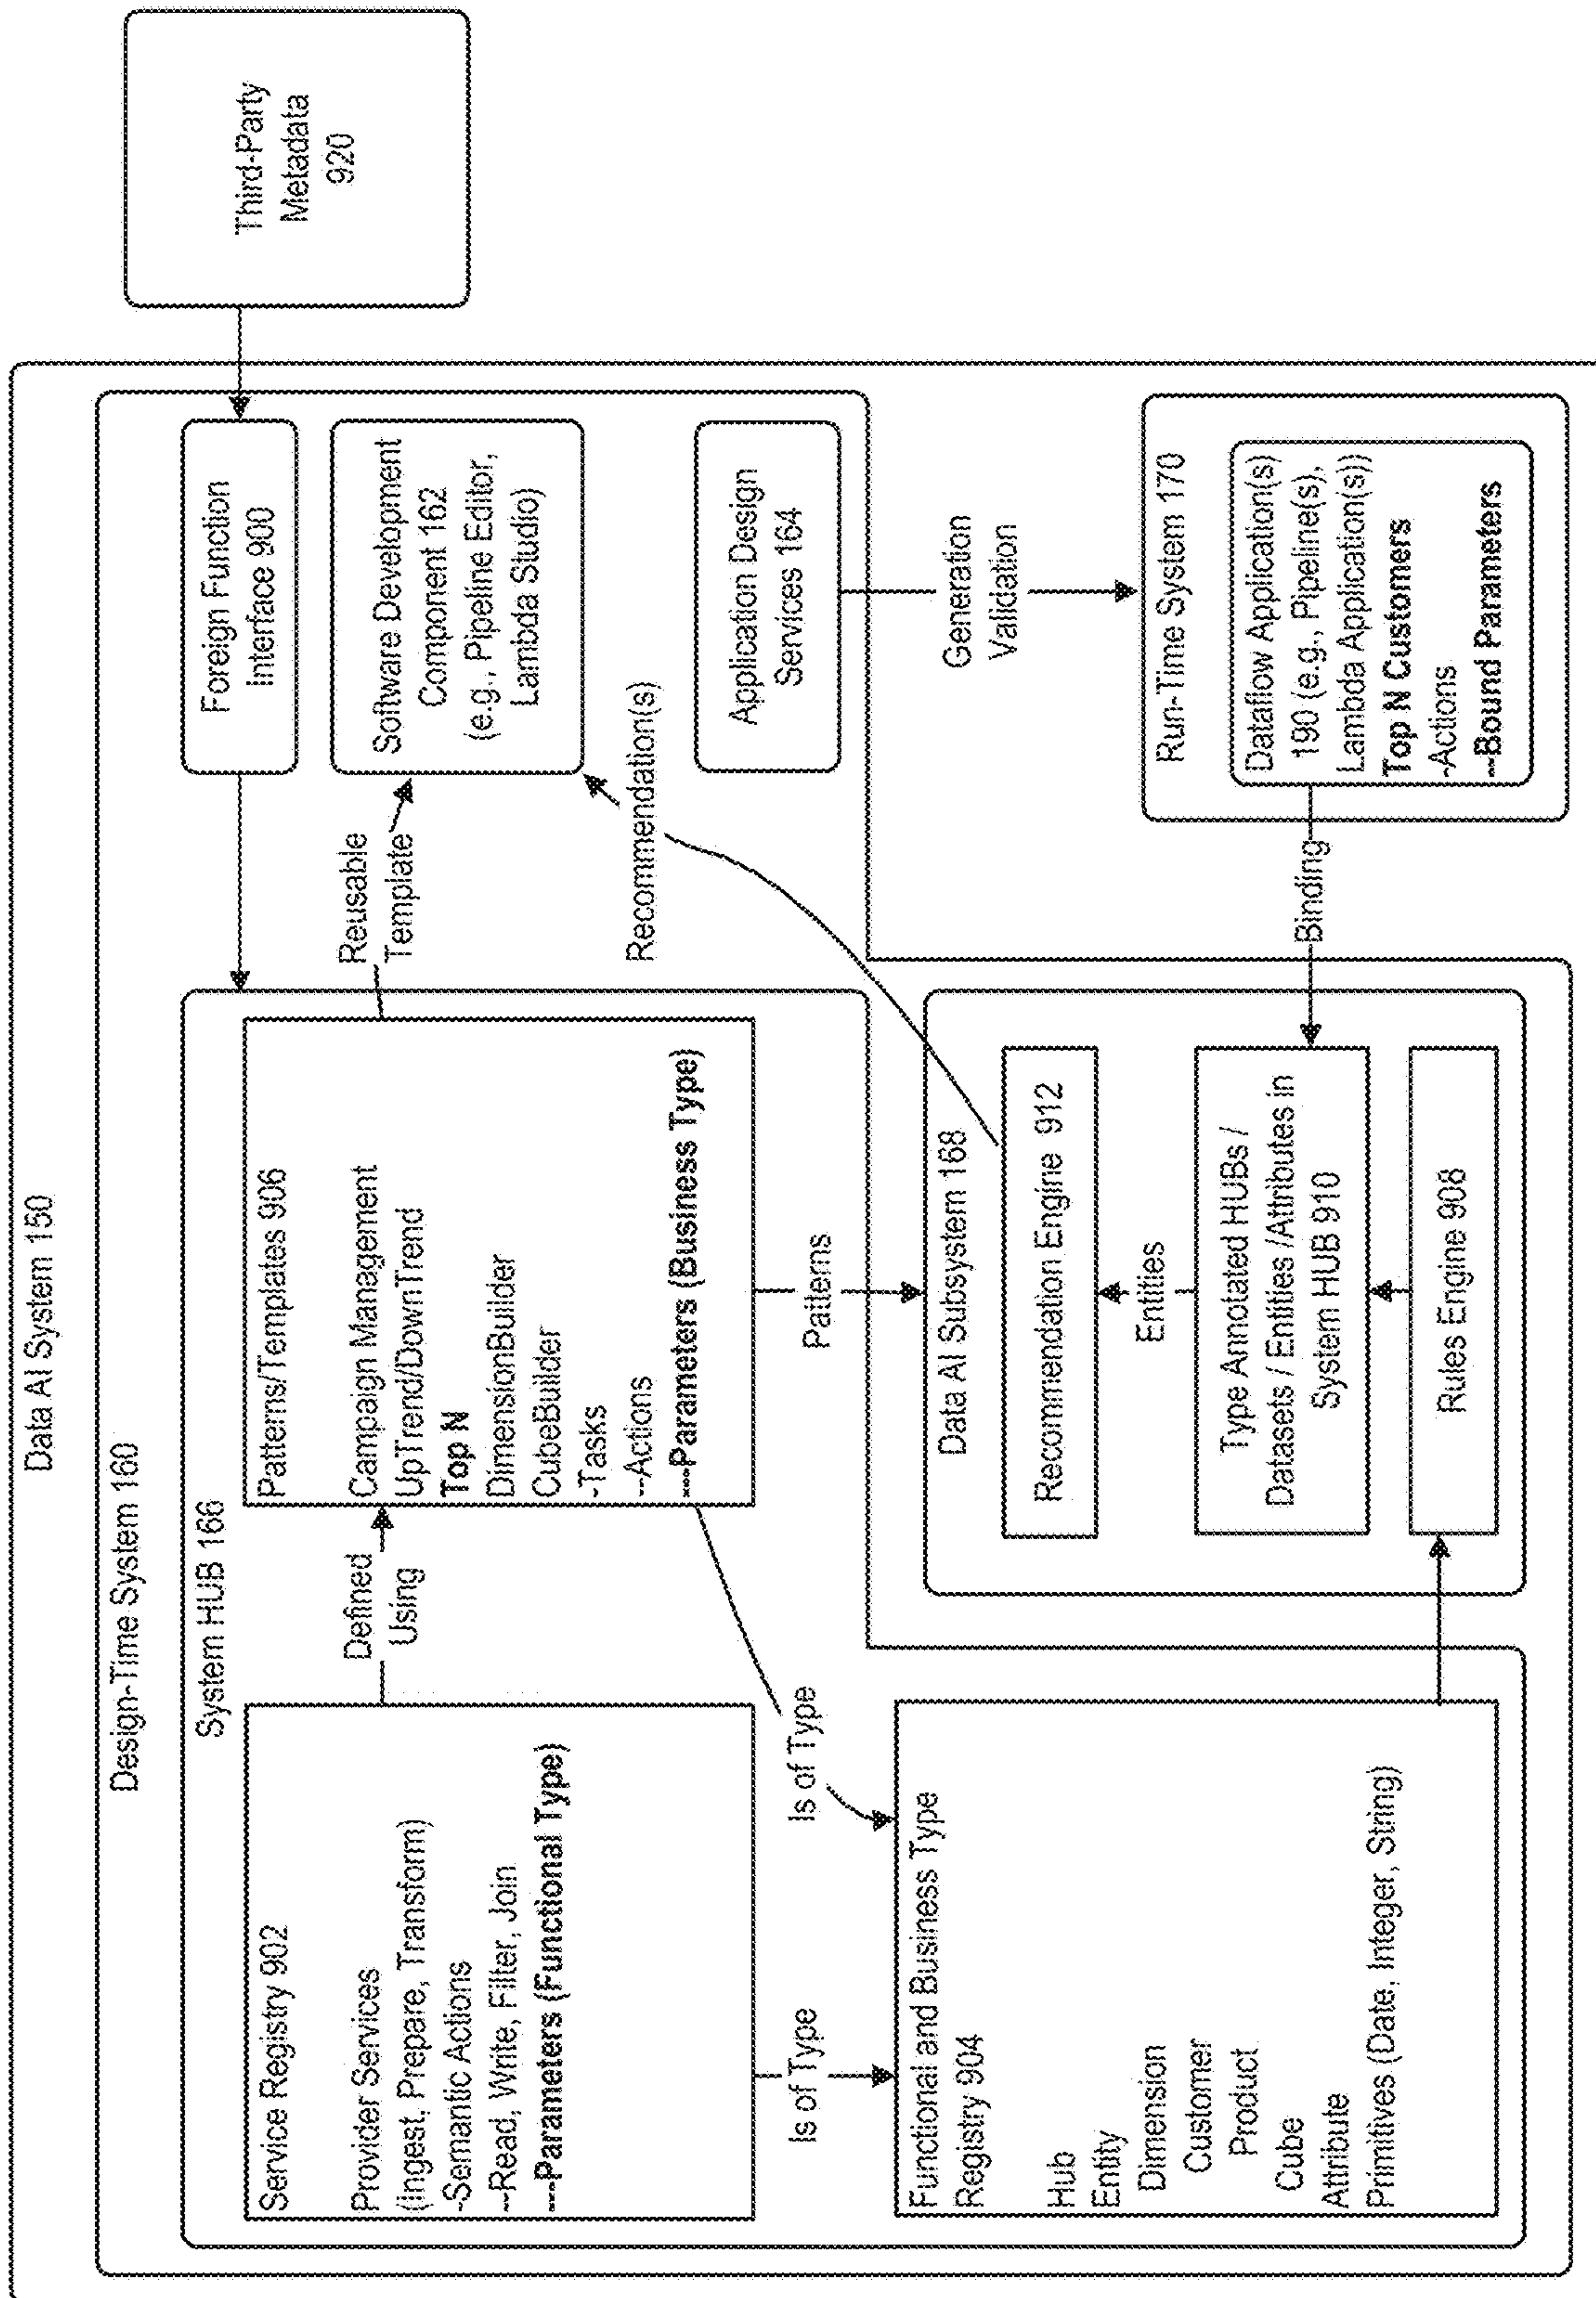 Data AI System 150
Design-Time System 160
System HUB 166
Service Registry 902
Provider Services
(Ingest, Prepare, Transform)
-Semantic Actions
--Read, Write, Filter, Join
---Parameters (Functional Type)
Defined
Using
Patterns/Templates 906
Campaign Management
UpTrend/DownTrend
Top N
DimensionBuilder
CubeBuilder
-Tasks
--Actions
---Parameters (Business Type)
Reusable
Template
Foreign Function
Interface 900
Third-Party
Metadata
920
Software Development
Component 162
(e.g., Pipeline Editor,
Lambda Studio)
Recommendation(s)
Application Design
Services 164
Is of Type
Is of Type
Patterns
Generation
Validation
Functional and Business Type
Registry 904
Hub
Entity
Dimension
Customer
Product
Cube
Attribute
Primitives (Date, Integer, String)
Data AI Subsystem 168
Recommendation Engine 912
Entities
Type Annotated HUBs /
Datasets / Entities /Attributes in
System HUB 910
Rules Engine 908
Binding
Run-Time System 170
Dataflow Application(s)
190 (e.g., Pipeline(s),
Lambda Application(s))
Top N Customers
-Actions
--Bound Parameters